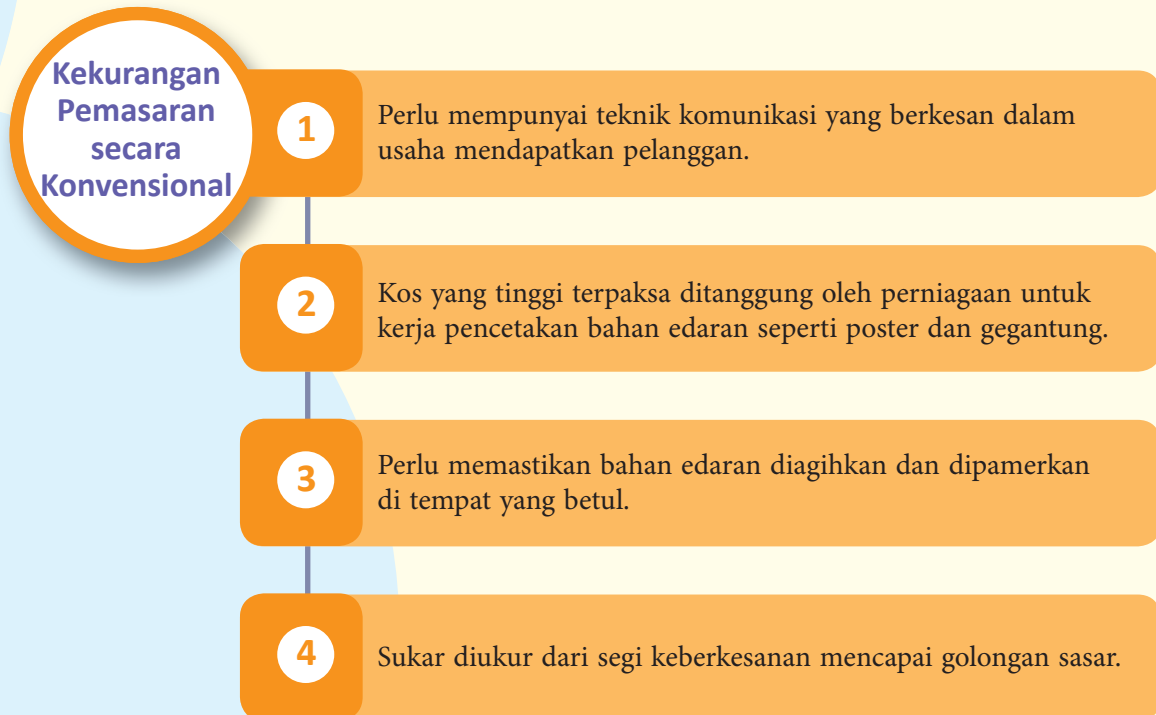 Kekurangan
Pemasaran
secara
Konvensional
1
Perlu mempunyai teknik komunikasi yang berkesan dalam
usaha mendapatkan pelanggan.
2
Kos yang tinggi terpaksa ditanggung oleh perniagaan untuk
kerja pencetakan bahan edaran seperti poster dan gegantung.
3
Perlu memastikan bahan edaran diagihkan dan dipamerkan
di tempat yang betul.
4
Sukar diukur dari segi keberkesanan mencapai golongan sasar.